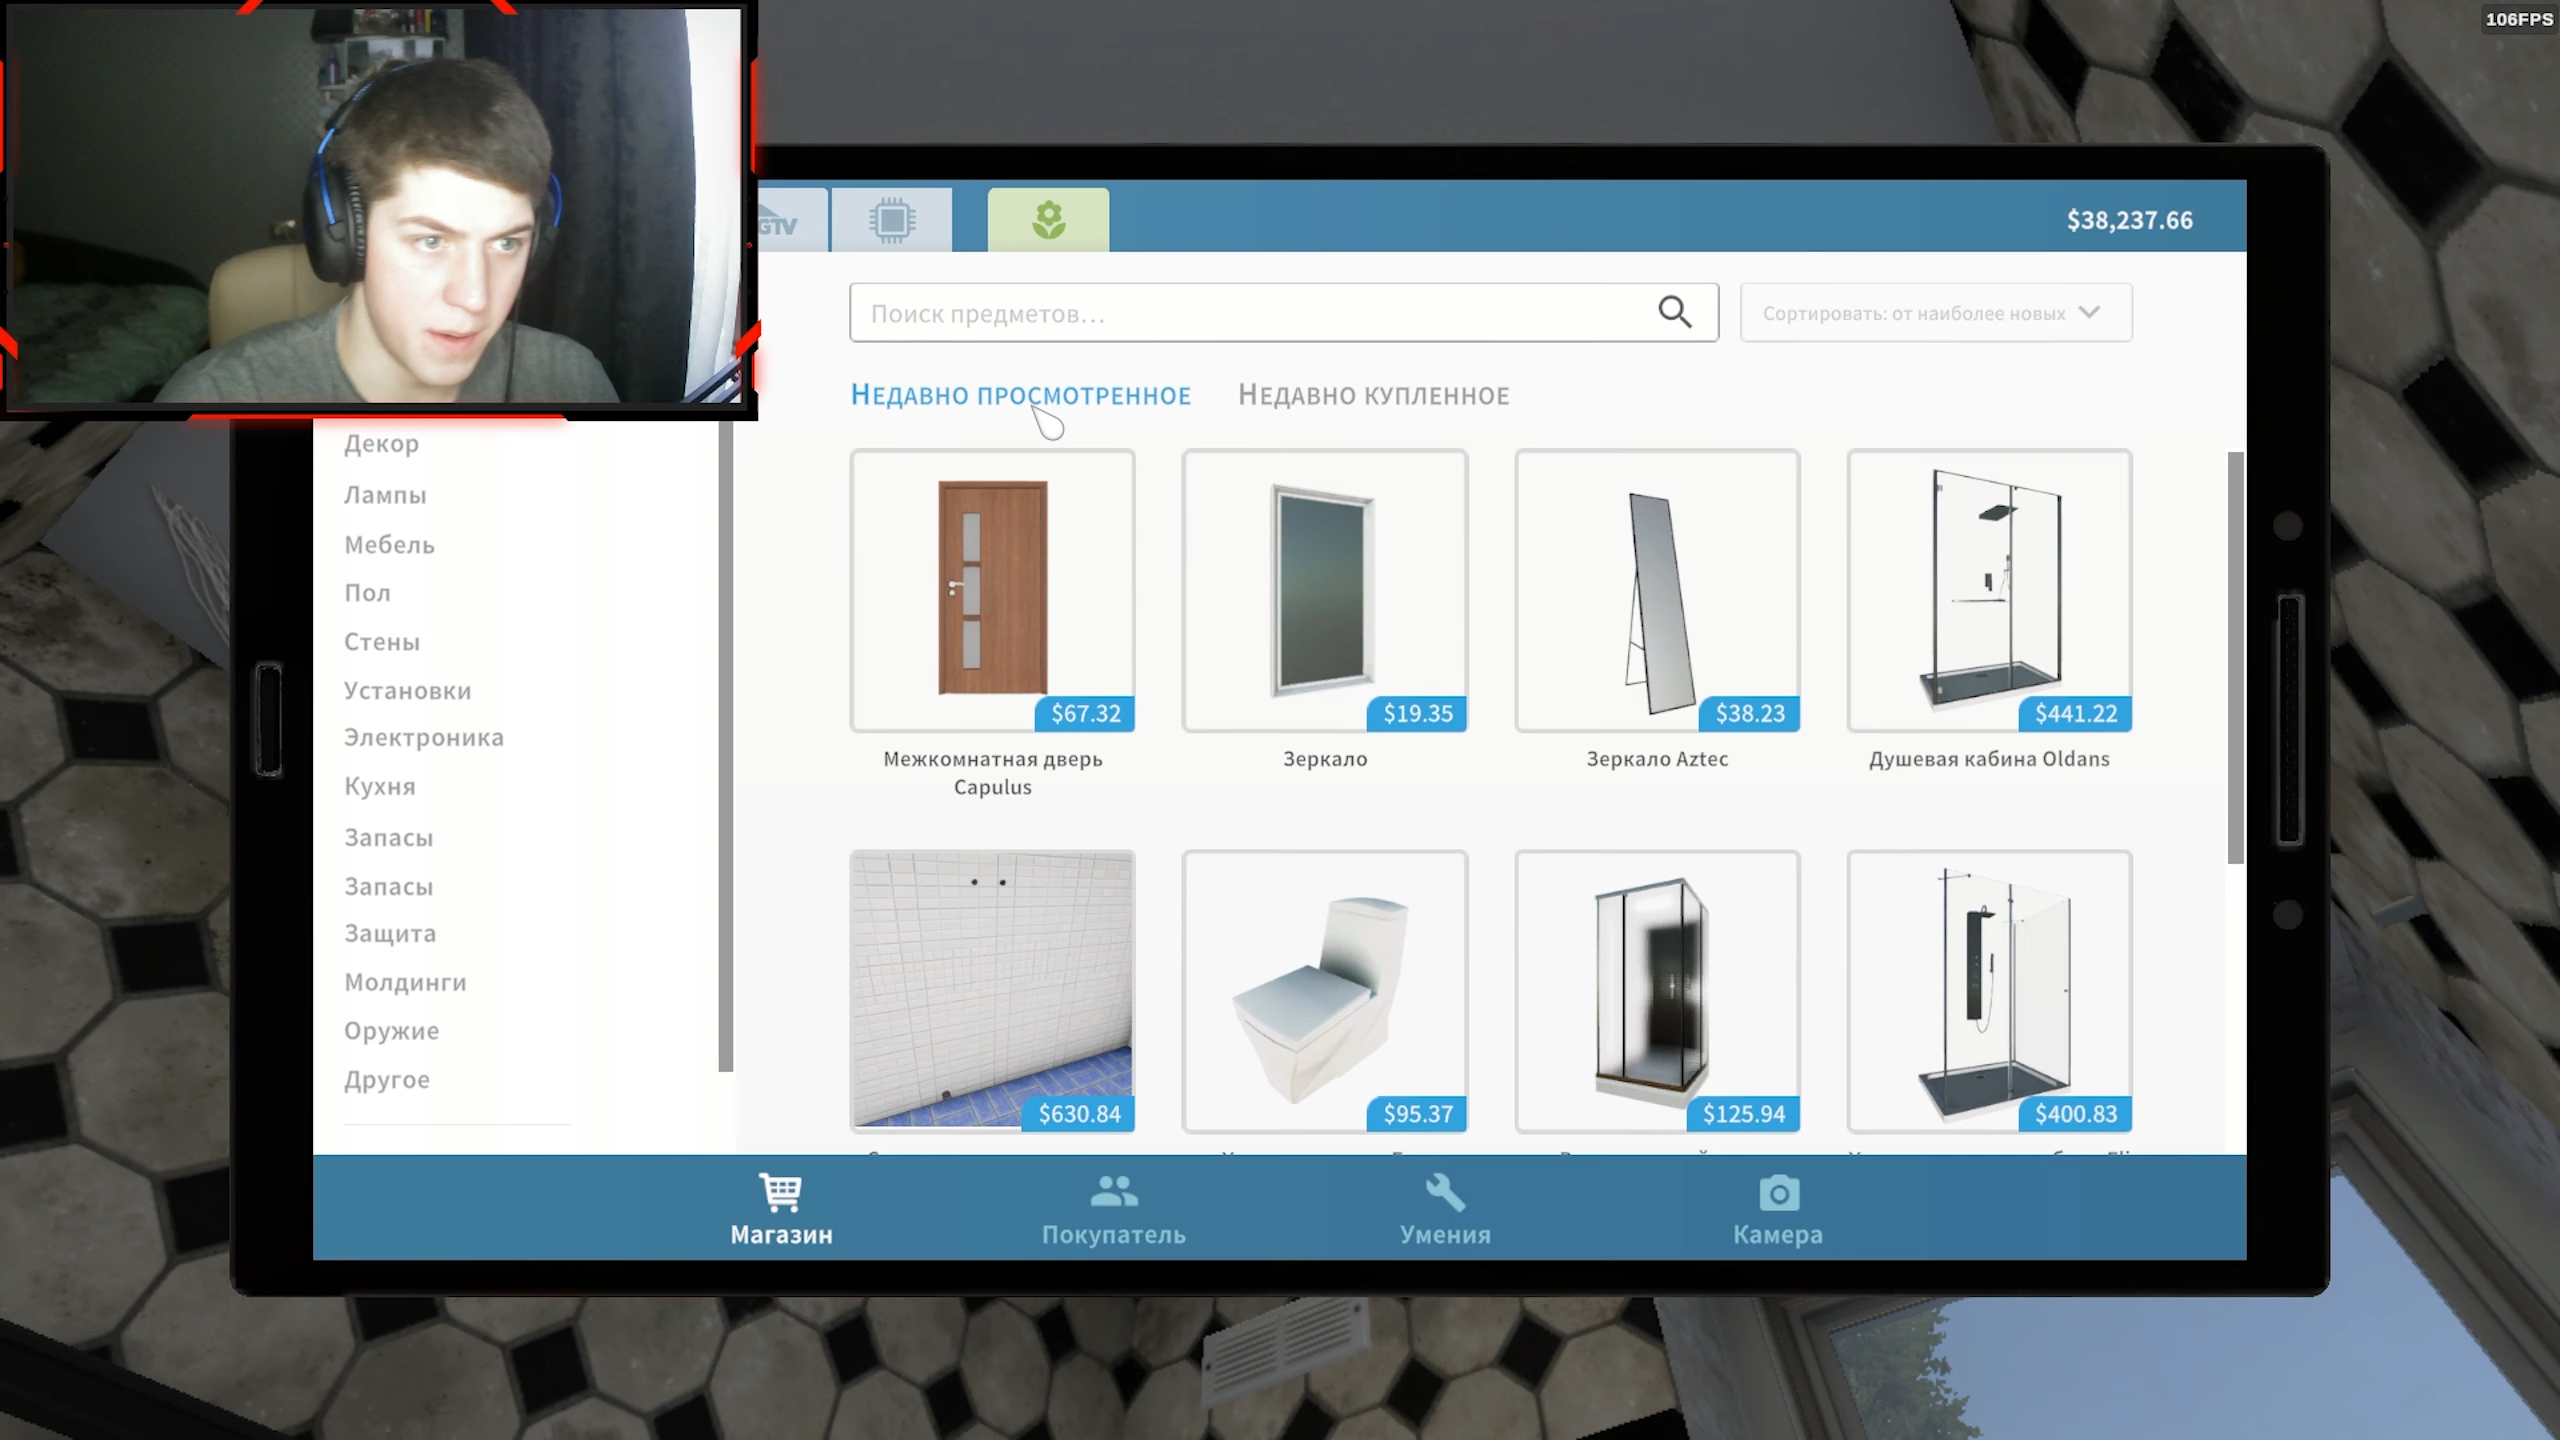 106FPS
GTV
$38,237.66
Поиск предметов...
Сортировать: от наиболее новых
НЕДАВНО ПРОСМОТРЕННОЕ
НЕДАВНО КУПЛЕННОЕ
Декор
Лампы
Мебель
Пол
Стены
Установки
Электроника
Кухня
Запасы
Запасы
Защита
Молдинги
Оружие
Другое
$67.32
$19.35
$38.23
$441.22
Межкомнатная дверь
Capulus
Зеркало
Зеркало Aztec
Душевая кабина Oldans
$630.84
$95.37
$125.94
$400.83
Магазин
Покупатель
Умения
Камера